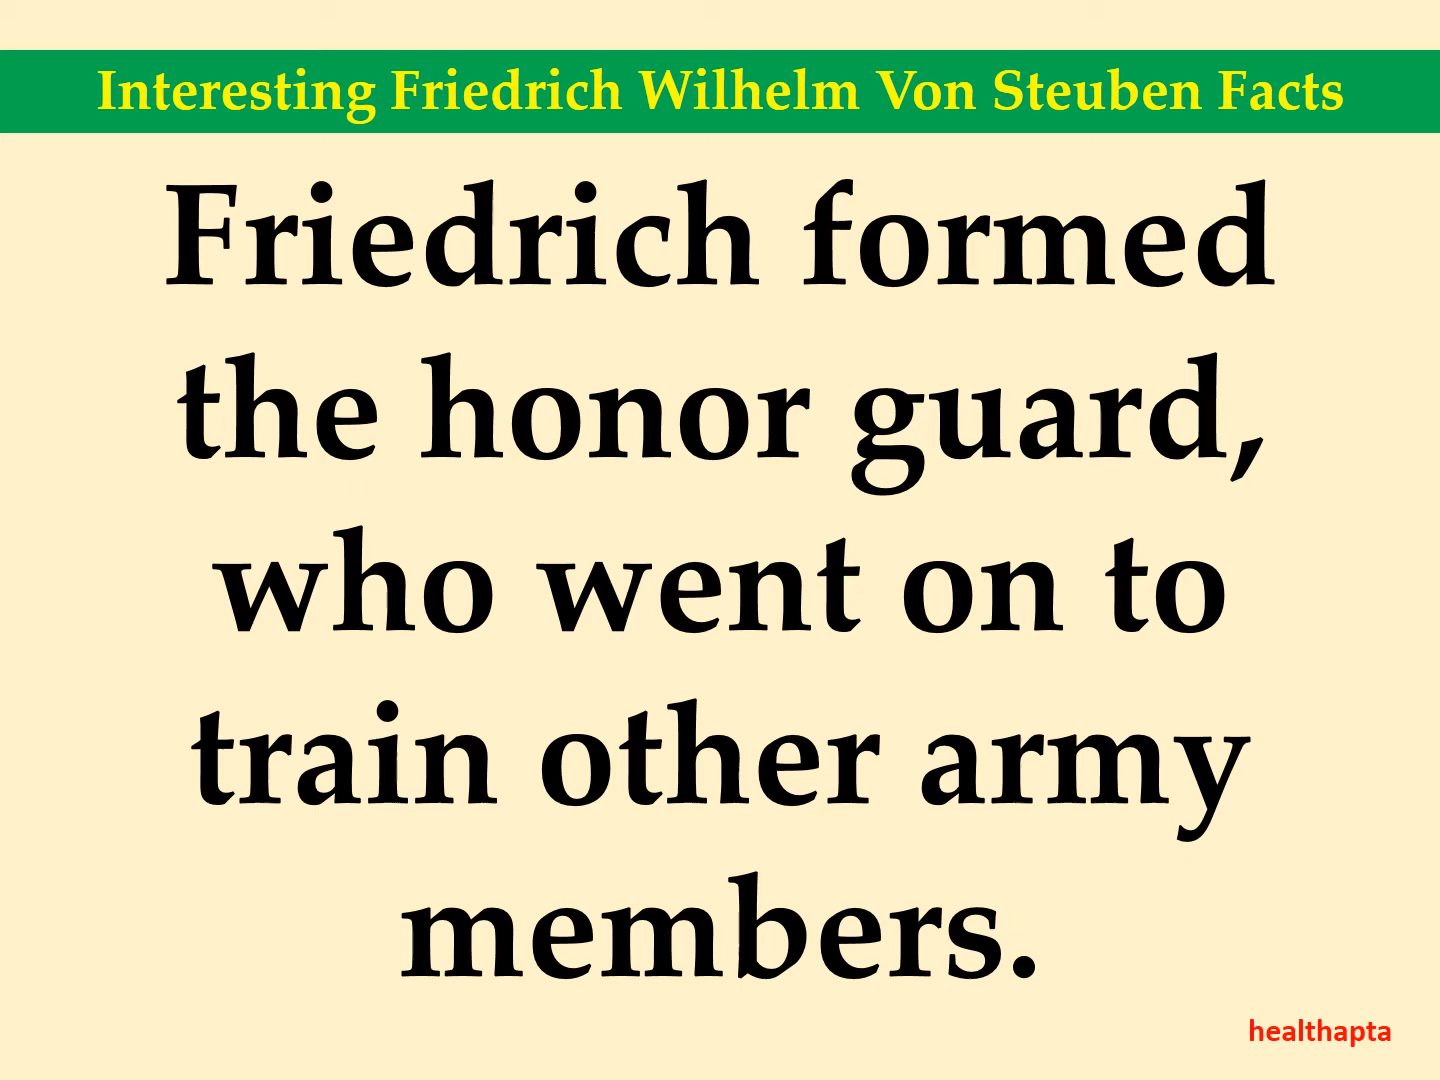 Interesting Friedrich Wilhelm Von Steuben Facts
Friedrich formed
the honor guard,
who went on to
train other army
members.
healthapta